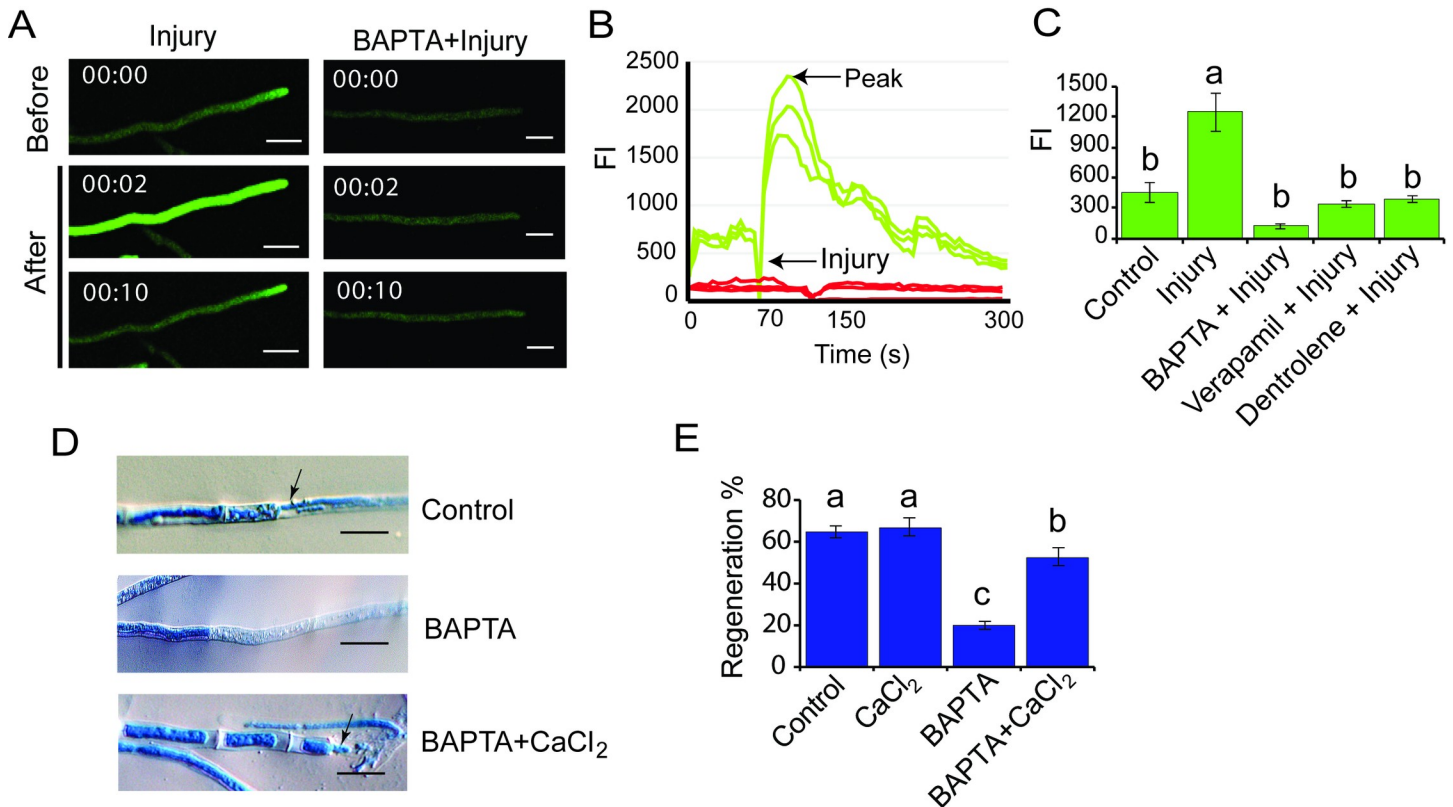 A
Injury
BAPTA+Injury
Before
After
00:00
00:00
00:02
00:02
00:10
00:10
B
FI
2500
2000
1500
1000
500
0
Peak
Injury
0
70
150
300
Time (s)
C
FI
1500
1200
900
600
300
0
b
a
b
b
b
Control
Injury
BAPTA + Injury
Verapamil + Injury
Dentrolene + Injury
D
Control
BAPTA
BAPTA+CaCl₂
E
Regeneration %
80
60
40
20
0
a
a
c
b
Control
CaCl₂
BAPTA
BAPTA+CaCl₂